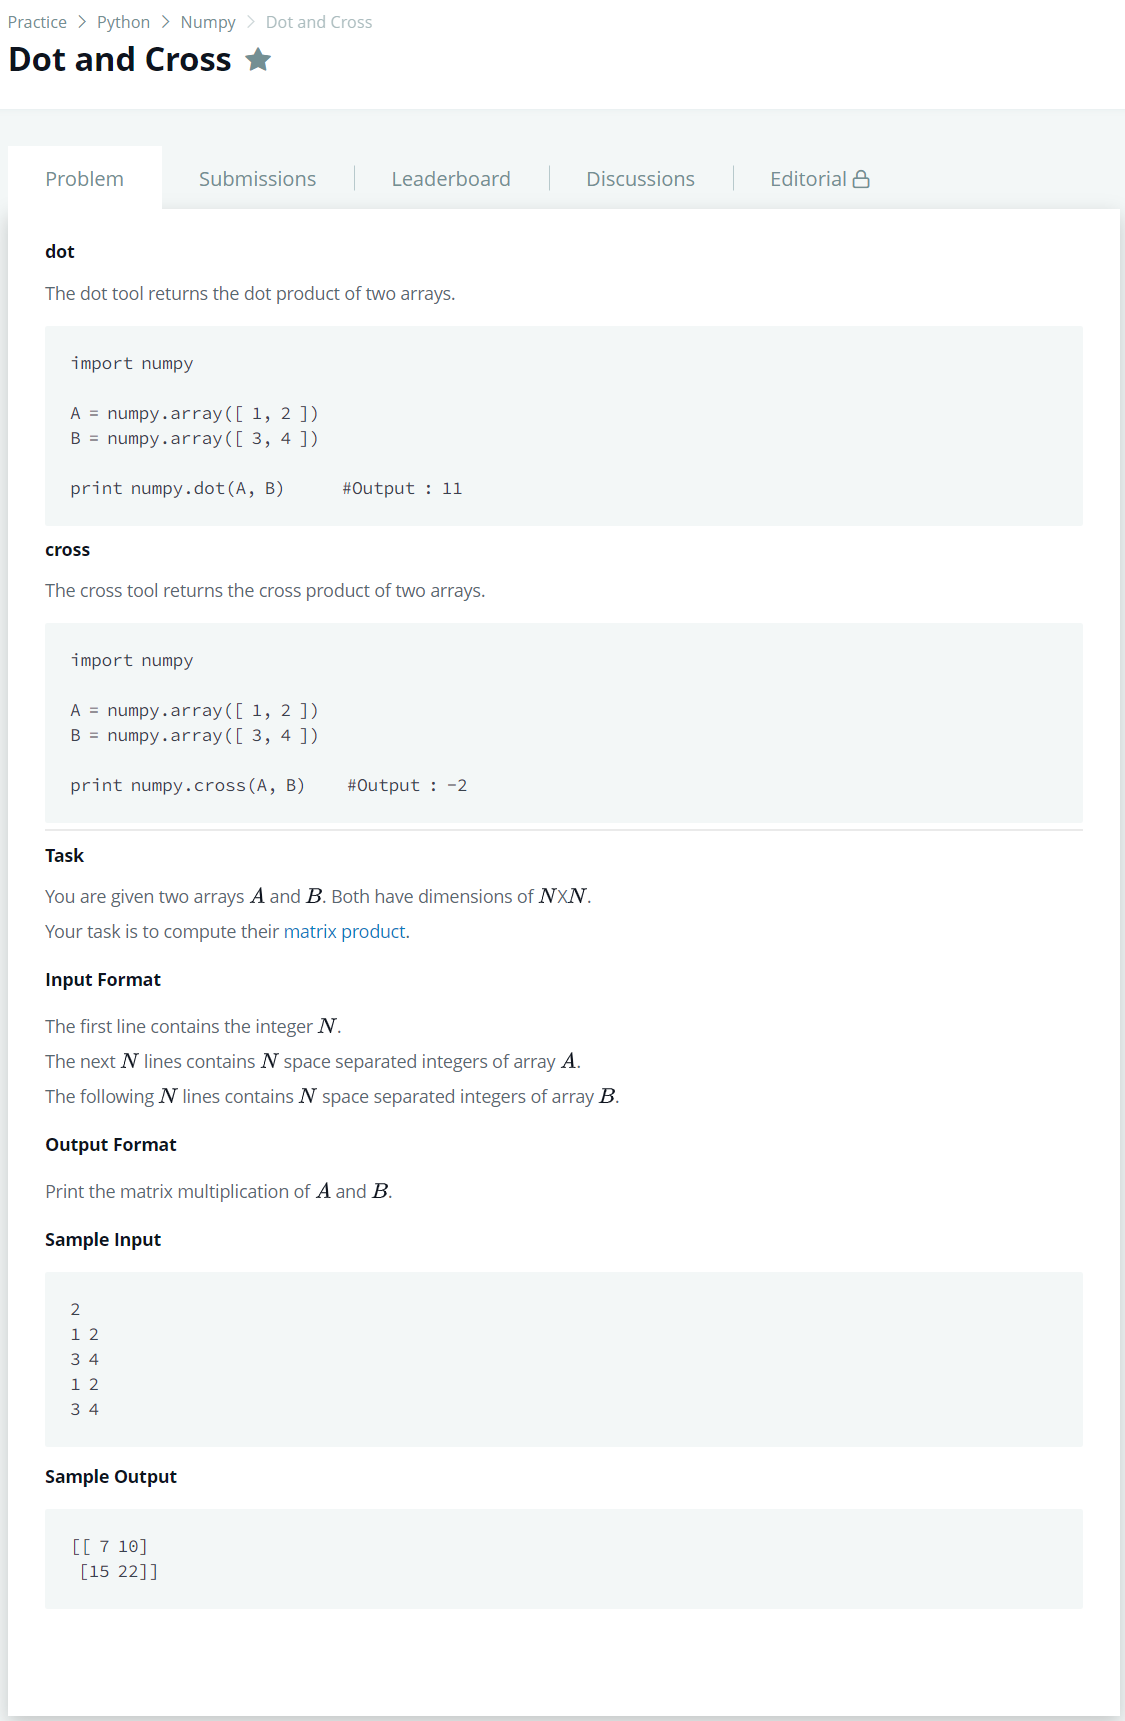 Practice > Python > Numpy > Dot and Cross
Dot and Cross
Problem
Submissions
Leaderboard
Discussions
Editorial
dot
The dot tool returns the dot product of two arrays.
import numpy
A = numpy.array([ 1, 2 ])
B = numpy.array([ 3, 4 ])
print numpy.dot(A, B)      #Output : 11
cross
The cross tool returns the cross product of two arrays.
import numpy
A = numpy.array([ 1, 2 ])
B = numpy.array([ 3, 4 ])
print numpy.cross(A, B)    #Output : -2
Task
You are given two arrays A and B. Both have dimensions of NXN.
Your task is to compute their matrix product.
Input Format
The first line contains the integer N.
The next N lines contains N space separated integers of array A.
The following N lines contains N space separated integers of array B.
Output Format
Print the matrix multiplication of A and B.
Sample Input
2
1 2
3 4
1 2
3 4
Sample Output
[[ 7 10]
 [15 22]]